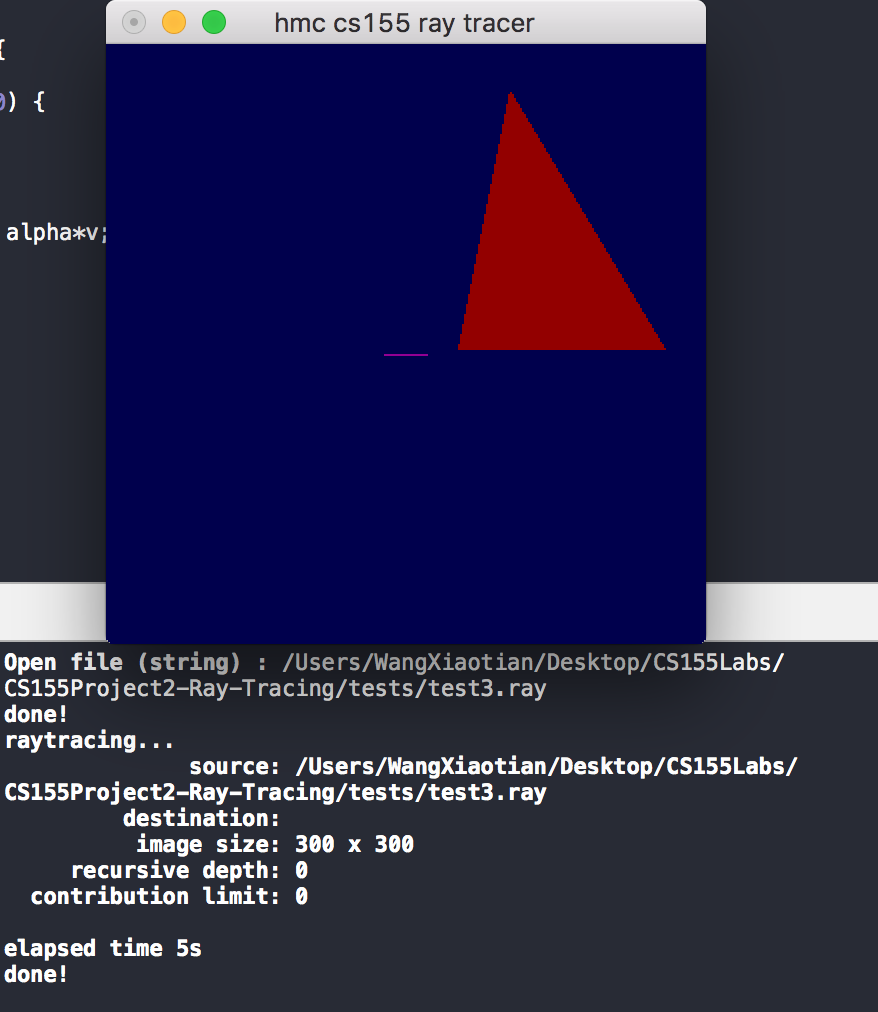 hmc cs155 ray tracer
{
0) {
alpha*v;
Open file (string) : /Users/WangXiaotian/Desktop/CS155Labs/
CS155Project2-Ray-Tracing/tests/test3.ray
done!
raytracing...
source: /Users/WangXiaotian/Desktop/CS155Labs/
CS155Project2-Ray-Tracing/tests/test3.ray
destination:
image size: 300 x 300
recursive depth: 0
contribution limit: 0
elapsed time 5s
done!